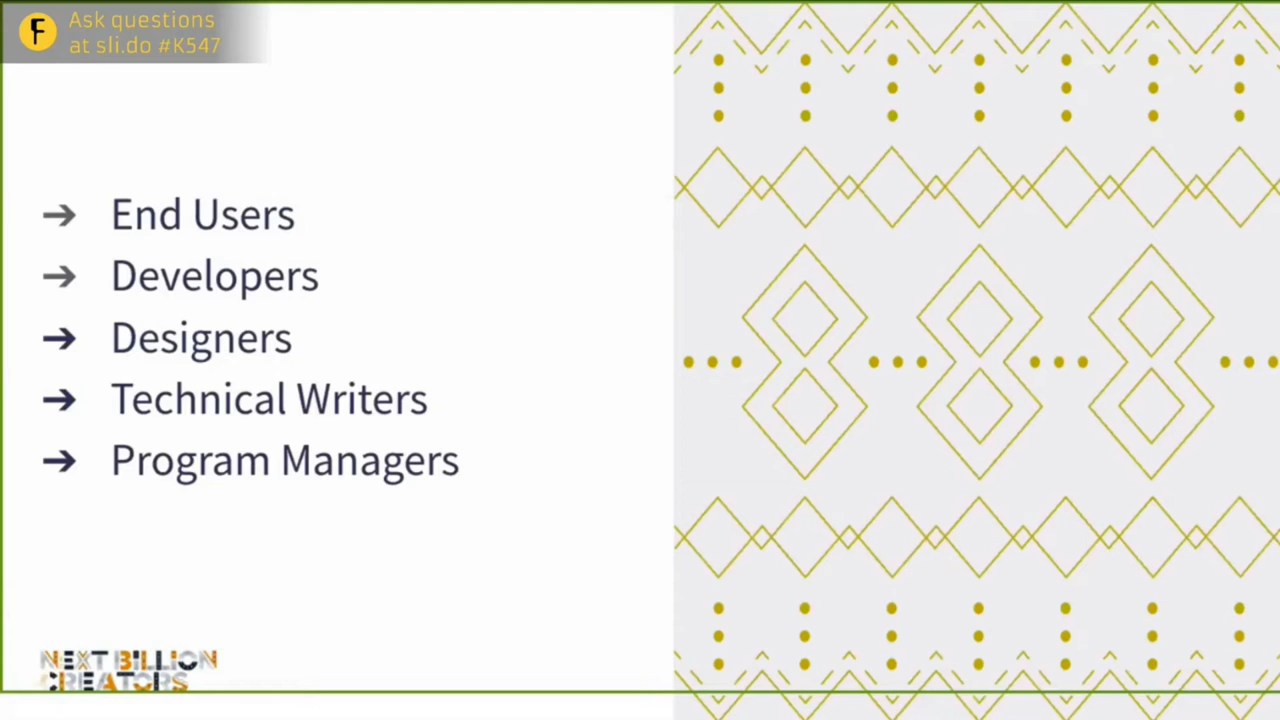 F
Ask questions
at sli.do #K547
➔ End Users
➔ Developers
➔ Designers
➔ Technical Writers
➔ Program Managers
NEXT BILLION
CREATORS